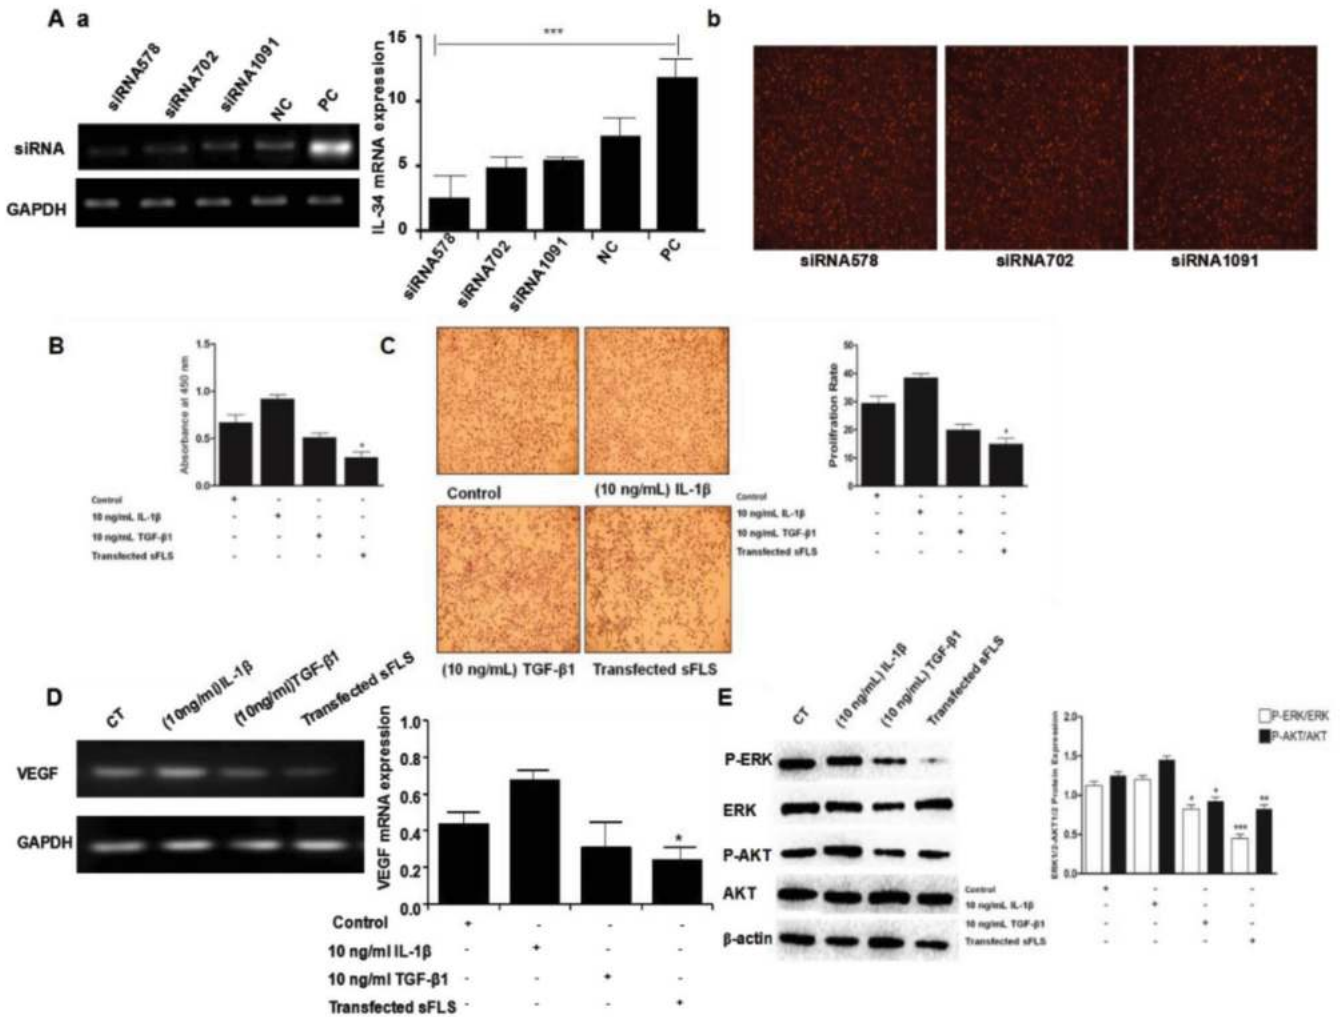 A a
siRNA578
siRNA702
siRNA1091
NC
PC
siRNA
GAPDH
IL-34 mRNA expression
15
10
5
0
***
siRNA578
siRNA702
siRNA1091
NC
PC
b
siRNA578
siRNA702
siRNA1091
B
Absorbance at 450 nm
1.5
1.0
0.5
0.0
*
Control + - - -
10 ng/mL IL-1β - + - -
10 ng/mL TGF-β1 - - + -
Transfected sFLS - - - +
C
Control
(10 ng/mL) IL-1β
(10 ng/mL) TGF-β1
Transfected sFLS
Prolifration Rate
50
40
30
20
10
0
*
Control + - - -
10 ng/mL IL-1β - + - -
10 ng/mL TGF-β1 - - + -
Transfected sFLS - - - +
D
CT
(10ng/ml)IL-1β
(10ng/ml)TGF-β1
Transfected sFLS
VEGF
GAPDH
VEGF mRNA expression
1.0
0.8
0.6
0.4
0.2
0.0
*
Control + - - -
10 ng/ml IL-1β - + - -
10 ng/ml TGF-β1 - - + -
Transfected sFLS - - - +
E
CT
(10 ng/mL) IL-1β
(10 ng/mL) TGF-β1
Transfected sFLS
P-ERK
ERK
P-AKT
AKT
β-actin
ERK1/2-AKT1/2 Protein Expression
2.0
1.5
1.0
0.5
0.0
P-ERK/ERK
P-AKT/AKT
*
*
***
**
Control + - - -
10 ng/mL IL-1β - + - -
10 ng/mL TGF-β1 - - + -
Transfected sFLS - - - +